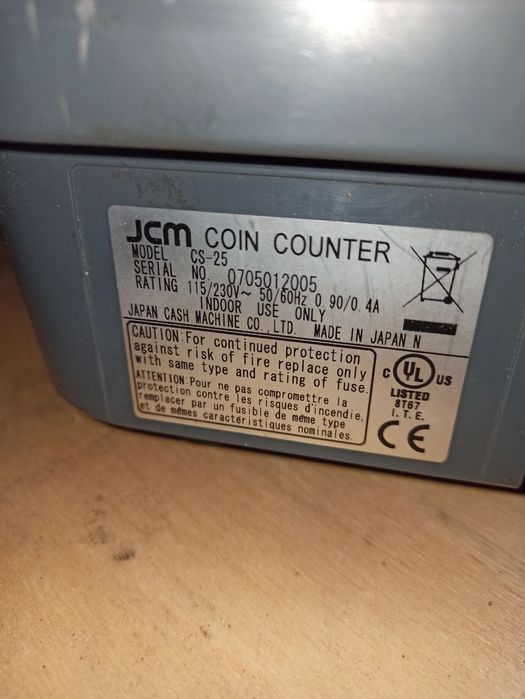 JCM COIN COUNTER
MODEL CS-25
SERIAL NO. 0705012005
RATING 115/230V~ 50/60Hz 0.90/0.4A
INDOOR USE ONLY
JAPAN CASH MACHINE CO.,LTD. MADE IN JAPAN N
CAUTION:For continued protection
against risk of fire replace only
with same type and rating of fuse.
ATTENTION:Pour ne pas compromettre la
protection contre les risques d'incendie,
remplacer par un fusible de même type
et de mêmes caractéristiques nominales.
C UL US
LISTED
8T67
I.T.E.
CE